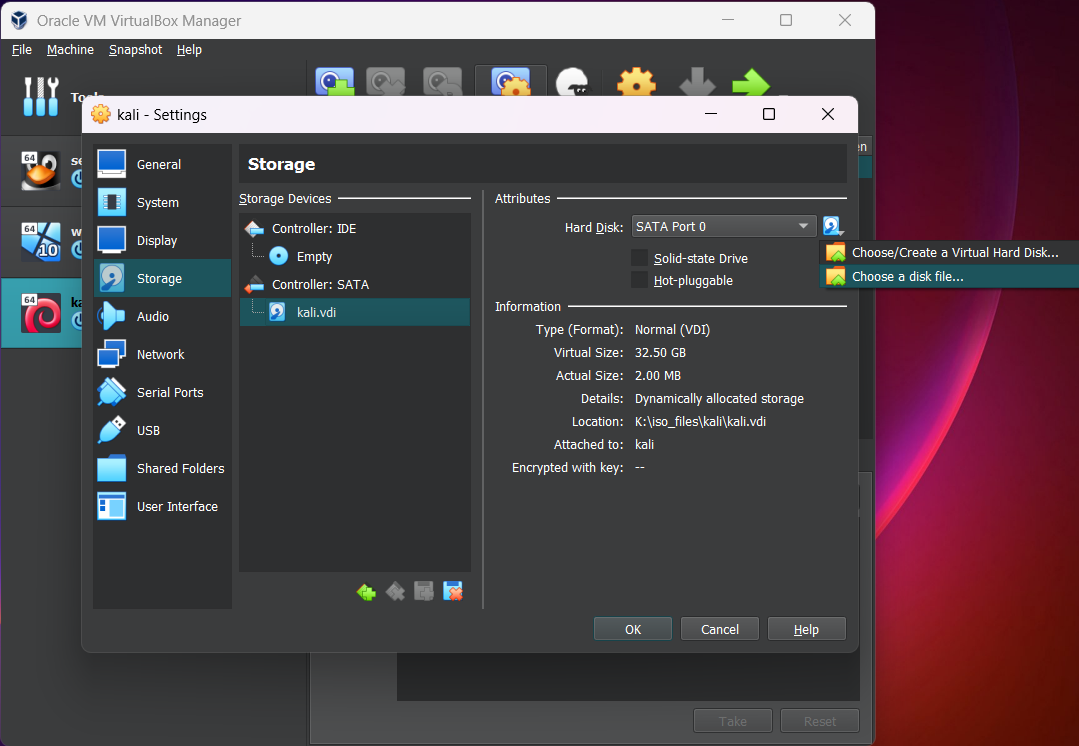 Oracle VM VirtualBox Manager
File Machine Snapshot Help
Tools
kali - Settings
64
64
10
64
General
System
Display
Storage
Audio
Network
Serial Ports
USB
Shared Folders
User Interface
Storage
Storage Devices
Controller: IDE
Empty
Controller: SATA
kali.vdi
Attributes
Hard Disk: SATA Port 0
Solid-state Drive
Hot-pluggable
Choose/Create a Virtual Hard Disk...
Choose a disk file...
Information
Type (Format): Normal (VDI)
Virtual Size: 32.50 GB
Actual Size: 2.00 MB
Details: Dynamically allocated storage
Location: K:\iso_files\kali\kali.vdi
Attached to: kali
Encrypted with key: --
OK Cancel Help
Take Reset